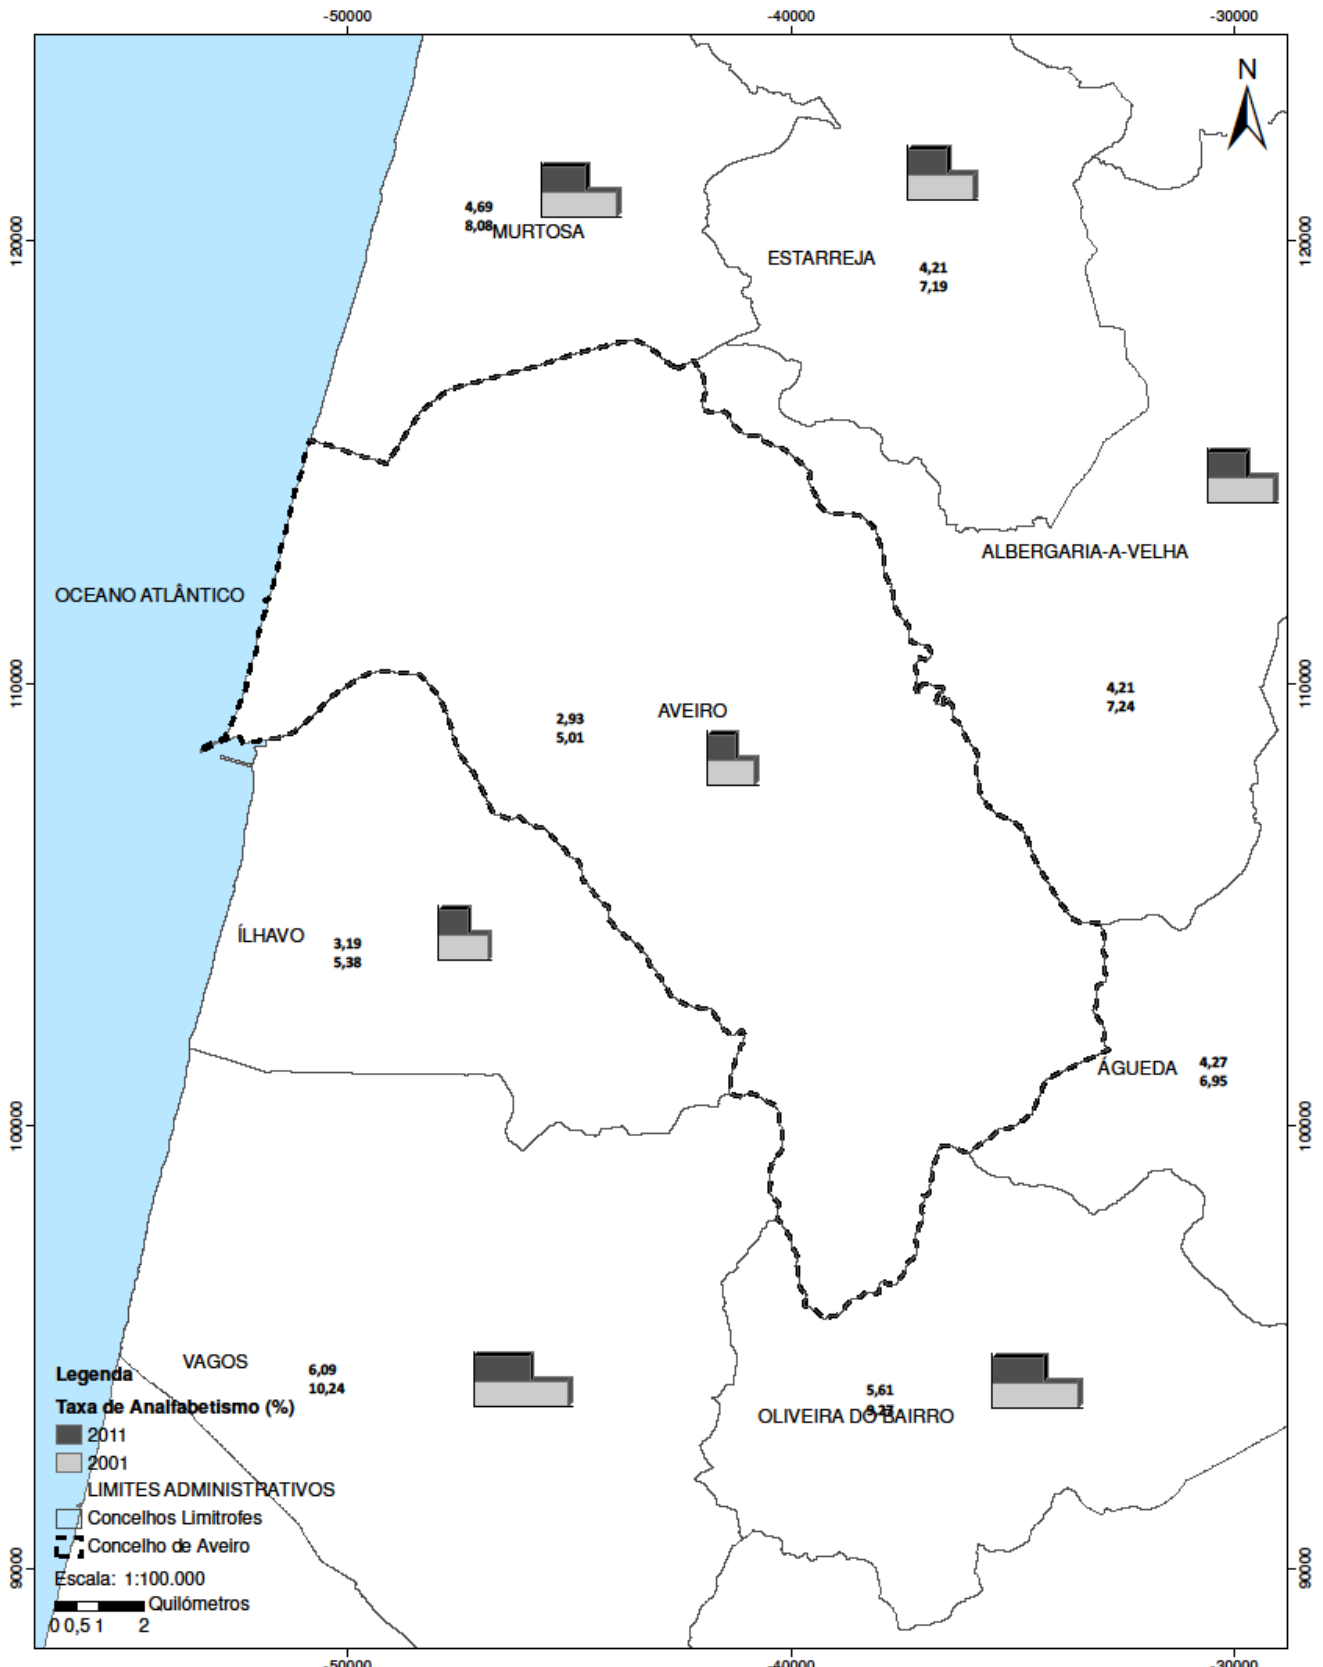 -50000
-40000
-30000
N
120000
120000
4,69
8,08
MURTOSA
ESTARREJA
4,21
7,19
ALBERGARIA-A-VELHA
OCEANO ATLÂNTICO
110000
110000
4,21
7,24
AVEIRO
2,93
5,01
ÍLHAVO
3,19
5,38
ÁGUEDA
4,27
6,95
100000
100000
VAGOS
6,09
10,24
5,61
OLIVEIRA DO BAIRRO
Legenda
Taxa de Analfabetismo (%)
2011
2001
LIMITES ADMINISTRATIVOS
Concelhos Limitrofes
Concelho de Aveiro
Escala: 1:100.000
Quilómetros
0 0,5 1 2
90000
90000
-50000
-40000
-30000